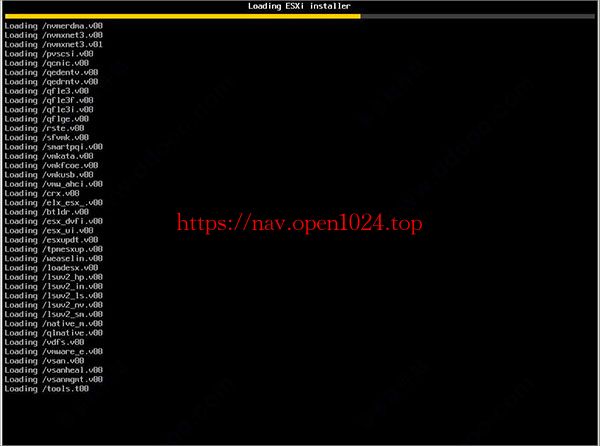 Loading ESXi installer
Loading /nvmerdma.v00
Loading /nvmxnet3.v00
Loading /nvmxnet3.v01
Loading /pvscsi.v00
Loading /qcnic.v00
Loading /qedentv.v00
Loading /qedrntv.v00
Loading /qfle3.v00
Loading /qfle3f.v00
Loading /qfle3i.v00
Loading /qflge.v00
Loading /rste.v00
Loading /sfvmk.v00
Loading /smartpqi.v00
Loading /vmkata.v00
Loading /vmkfcoe.v00
Loading /vmkusb.v00
Loading /vmw_ahci.v00
Loading /crx.v00
Loading /elx_esx_.v00
Loading /btldr.v00
https://nav.open1024.top
Loading /esx_dvfi.v00
Loading /esx_ui.v00
Loading /esxupdt.v00
Loading /tpmesxup.v00
Loading /weaselin.v00
Loading /loadesx.v00
Loading /lsuv2_hp.v00
Loading /lsuv2_in.v00
Loading /lsuv2_ls.v00
Loading /lsuv2_nv.v00
Loading /lsuv2_sm.v00
Loading /native_m.v00
Loading /qlnative.v00
Loading /vdfs.v00
Loading /vmware_e.v00
Loading /vsan.v00
Loading /vsanheal.v00
Loading /vsanmgmt.v00
Loading /tools.t00